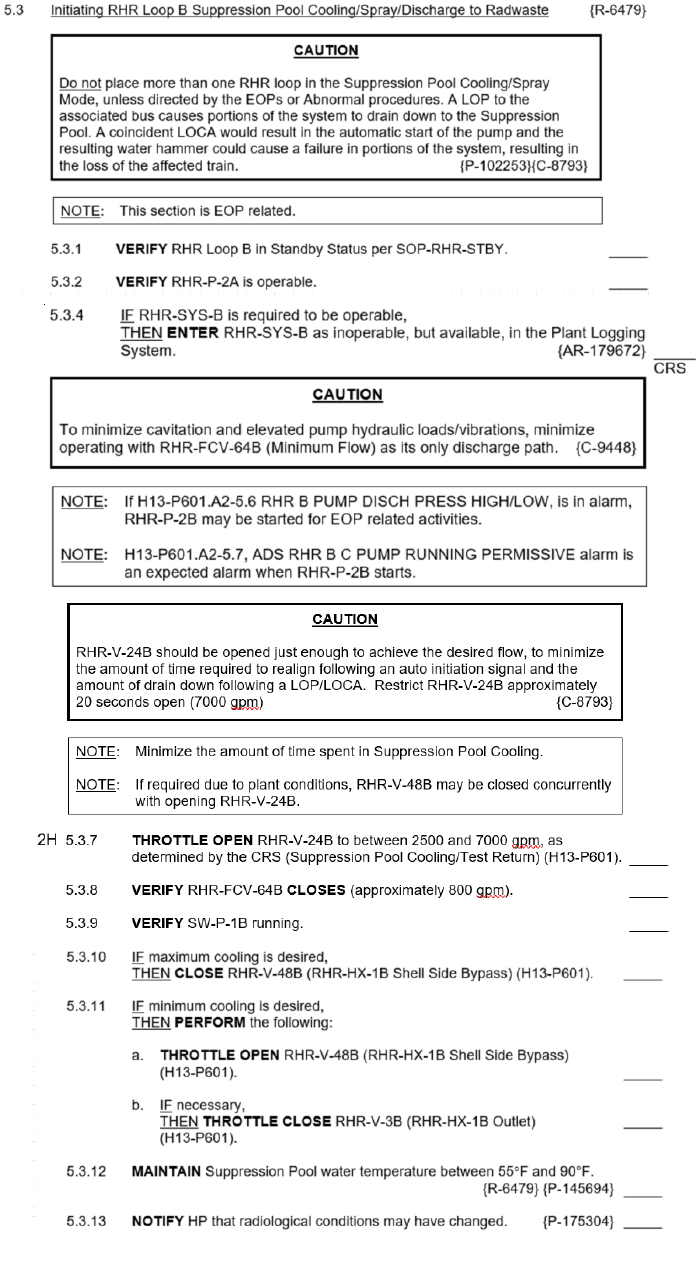 5.3 Initiating RHR Loop B Suppression Pool Cooling/Spray/Discharge to Radwaste {R-6479}
CAUTION
Do not place more than one RHR loop in the Suppression Pool Cooling/Spray
Mode, unless directed by the EOPs or Abnormal procedures. A LOP to the
associated bus causes portions of the system to drain down to the Suppression
Pool. A coincident LOCA would result in the automatic start of the pump and the
resulting water hammer could cause a failure in portions of the system, resulting in
the loss of the affected train. {P-102253}{C-8793}
NOTE: This section is EOP related.
5.3.1 VERIFY RHR Loop B in Standby Status per SOP-RHR-STBY.
5.3.2 VERIFY RHR-P-2A is operable.
5.3.4 IF RHR-SYS-B is required to be operable,
THEN ENTER RHR-SYS-B as inoperable, but available, in the Plant Logging
System. {AR-179672}
CRS
CAUTION
To minimize cavitation and elevated pump hydraulic loads/vibrations, minimize
operating with RHR-FCV-64B (Minimum Flow) as its only discharge path. {C-9448}
NOTE: If H13-P601.A2-5.6 RHR B PUMP DISCH PRESS HIGH/LOW, is in alarm,
RHR-P-2B may be started for EOP related activities.
NOTE: H13-P601.A2-5.7, ADS RHR B C PUMP RUNNING PERMISSIVE alarm is
an expected alarm when RHR-P-2B starts.
CAUTION
RHR-V-24B should be opened just enough to achieve the desired flow, to minimize
the amount of time required to realign following an auto initiation signal and the
amount of drain down following a LOP/LOCA. Restrict RHR-V-24B approximately
20 seconds open (7000 gpm) {C-8793}
NOTE: Minimize the amount of time spent in Suppression Pool Cooling.
NOTE: If required due to plant conditions, RHR-V-48B may be closed concurrently
with opening RHR-V-24B.
2H 5.3.7 THROTTLE OPEN RHR-V-24B to between 2500 and 7000 gpm, as
determined by the CRS (Suppression Pool Cooling/Test Return) (H13-P601).
5.3.8 VERIFY RHR-FCV-64B CLOSES (approximately 800 gpm).
5.3.9 VERIFY SW-P-1B running.
5.3.10 IF maximum cooling is desired,
THEN CLOSE RHR-V-48B (RHR-HX-1B Shell Side Bypass) (H13-P601).
5.3.11 IF minimum cooling is desired,
THEN PERFORM the following:
a. THROTTLE OPEN RHR-V-48B (RHR-HX-1B Shell Side Bypass)
(H13-P601).
b. IF necessary,
THEN THROTTLE CLOSE RHR-V-3B (RHR-HX-1B Outlet)
(H13-P601).
5.3.12 MAINTAIN Suppression Pool water temperature between 55°F and 90°F.
{R-6479} {P-145694}
5.3.13 NOTIFY HP that radiological conditions may have changed. {P-175304}